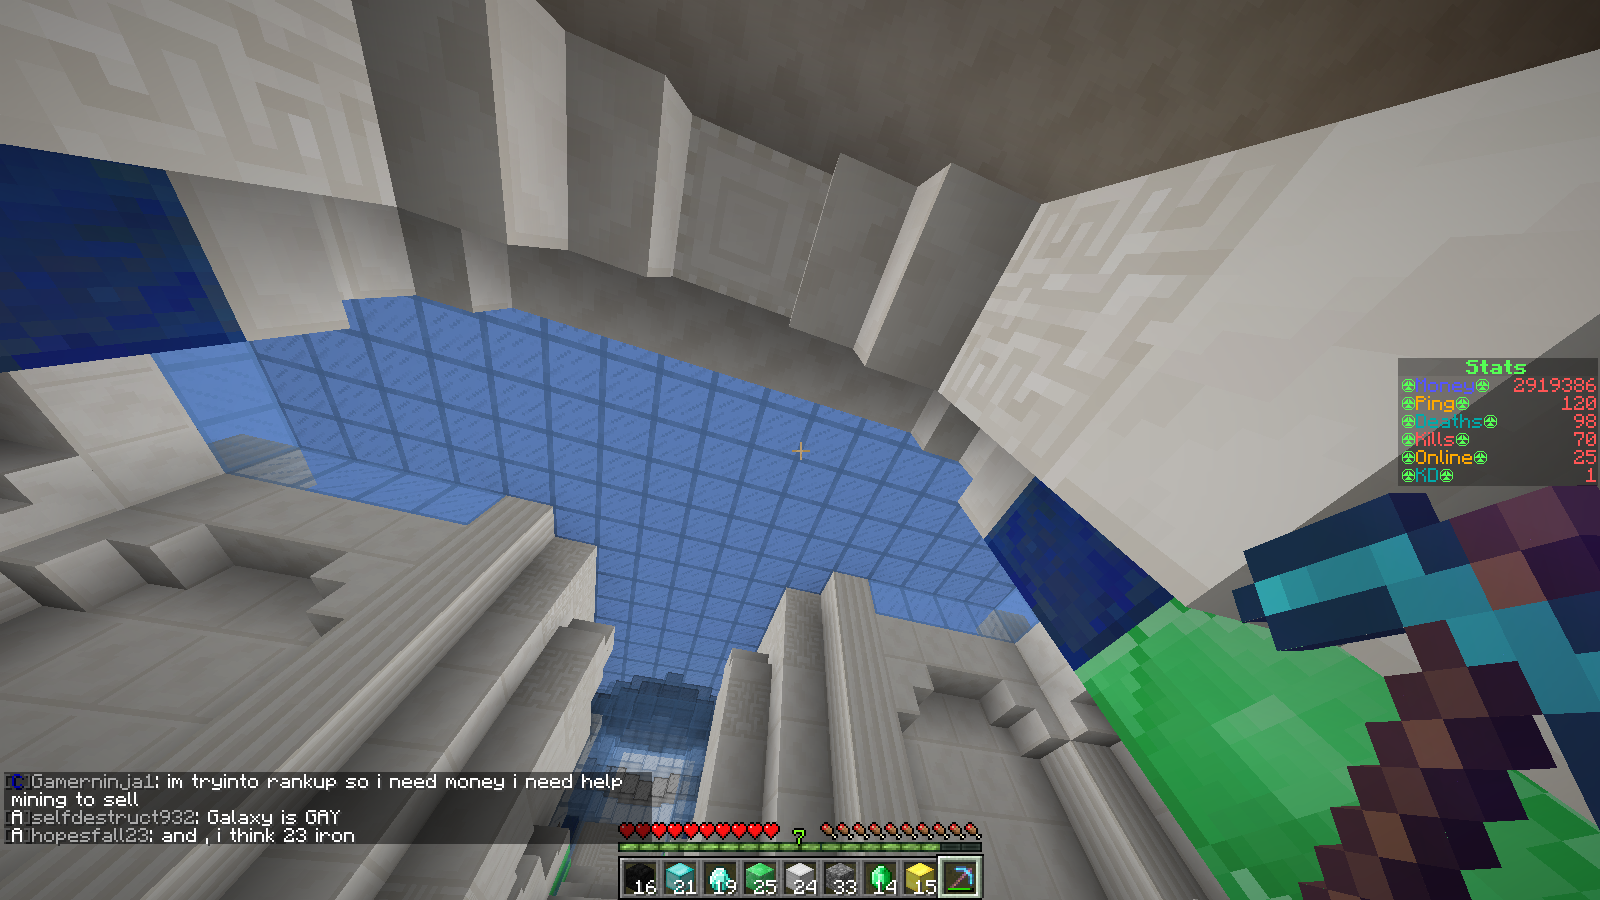 Stats
Money 2919386
Ping 120
Deaths 98
Kills 70
Online 25
KD 1
C Gamerninja1: im tryinto rankup so i need money i need help
mining to sell
A selfdestruct932: Galaxy is GAY
A hopesfall23: and , i think 23 iron
7
16 21 19 25 24 33 14 15